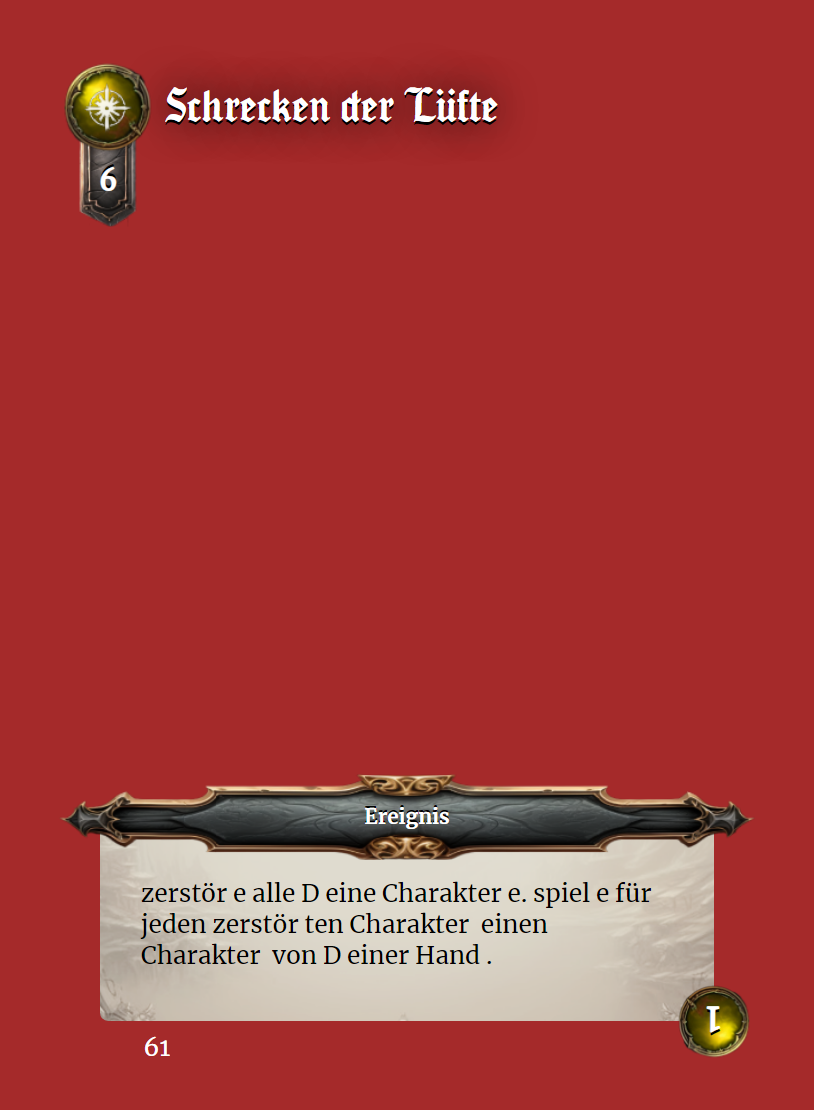 Schrecken der Lüfte
6
Ereignis
zerstör e alle D eine Charakter e. spiel e für
jeden zerstör ten Charakter einen
Charakter von D einer Hand .
1
61